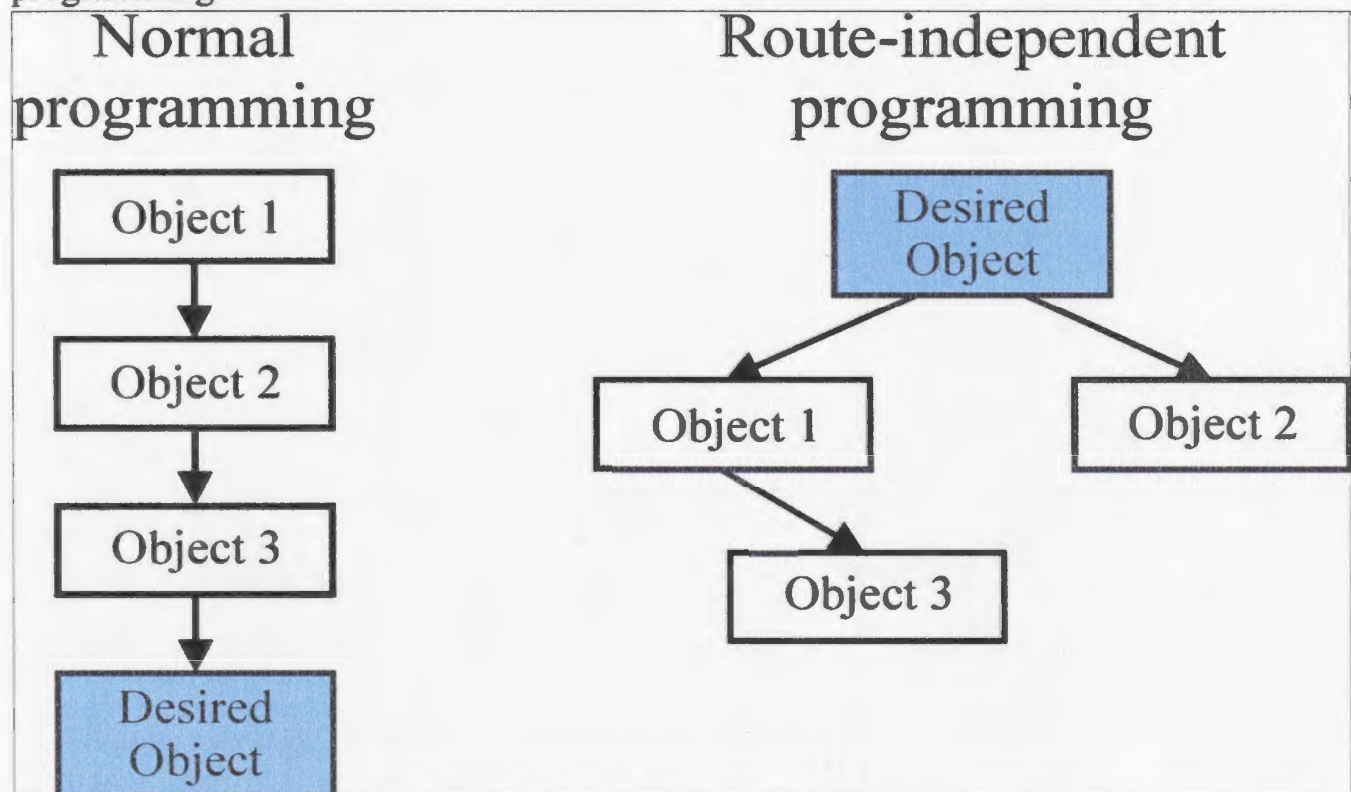 programming
Normal
programming
Object 1
Object 2
Object 3
Desired
Object
Route-independent
programming
Desired
Object
Object 1
Object 2
Object 3